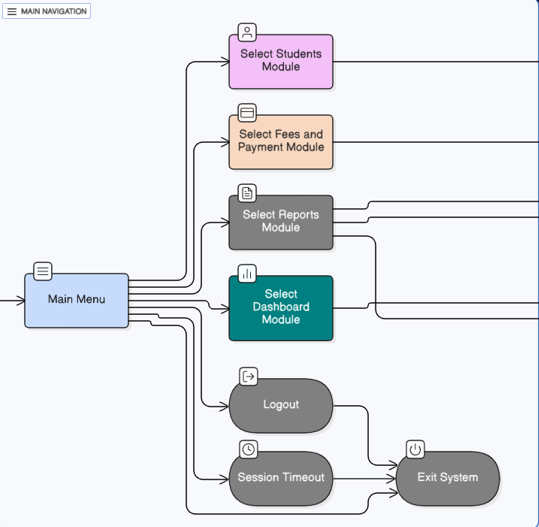 MAIN NAVIGATION
Select Students
Module
Select Fees and
Payment Module
Select Reports
Module
Main Menu
Select
Dashboard
Module
Logout
Session Timeout
Exit System